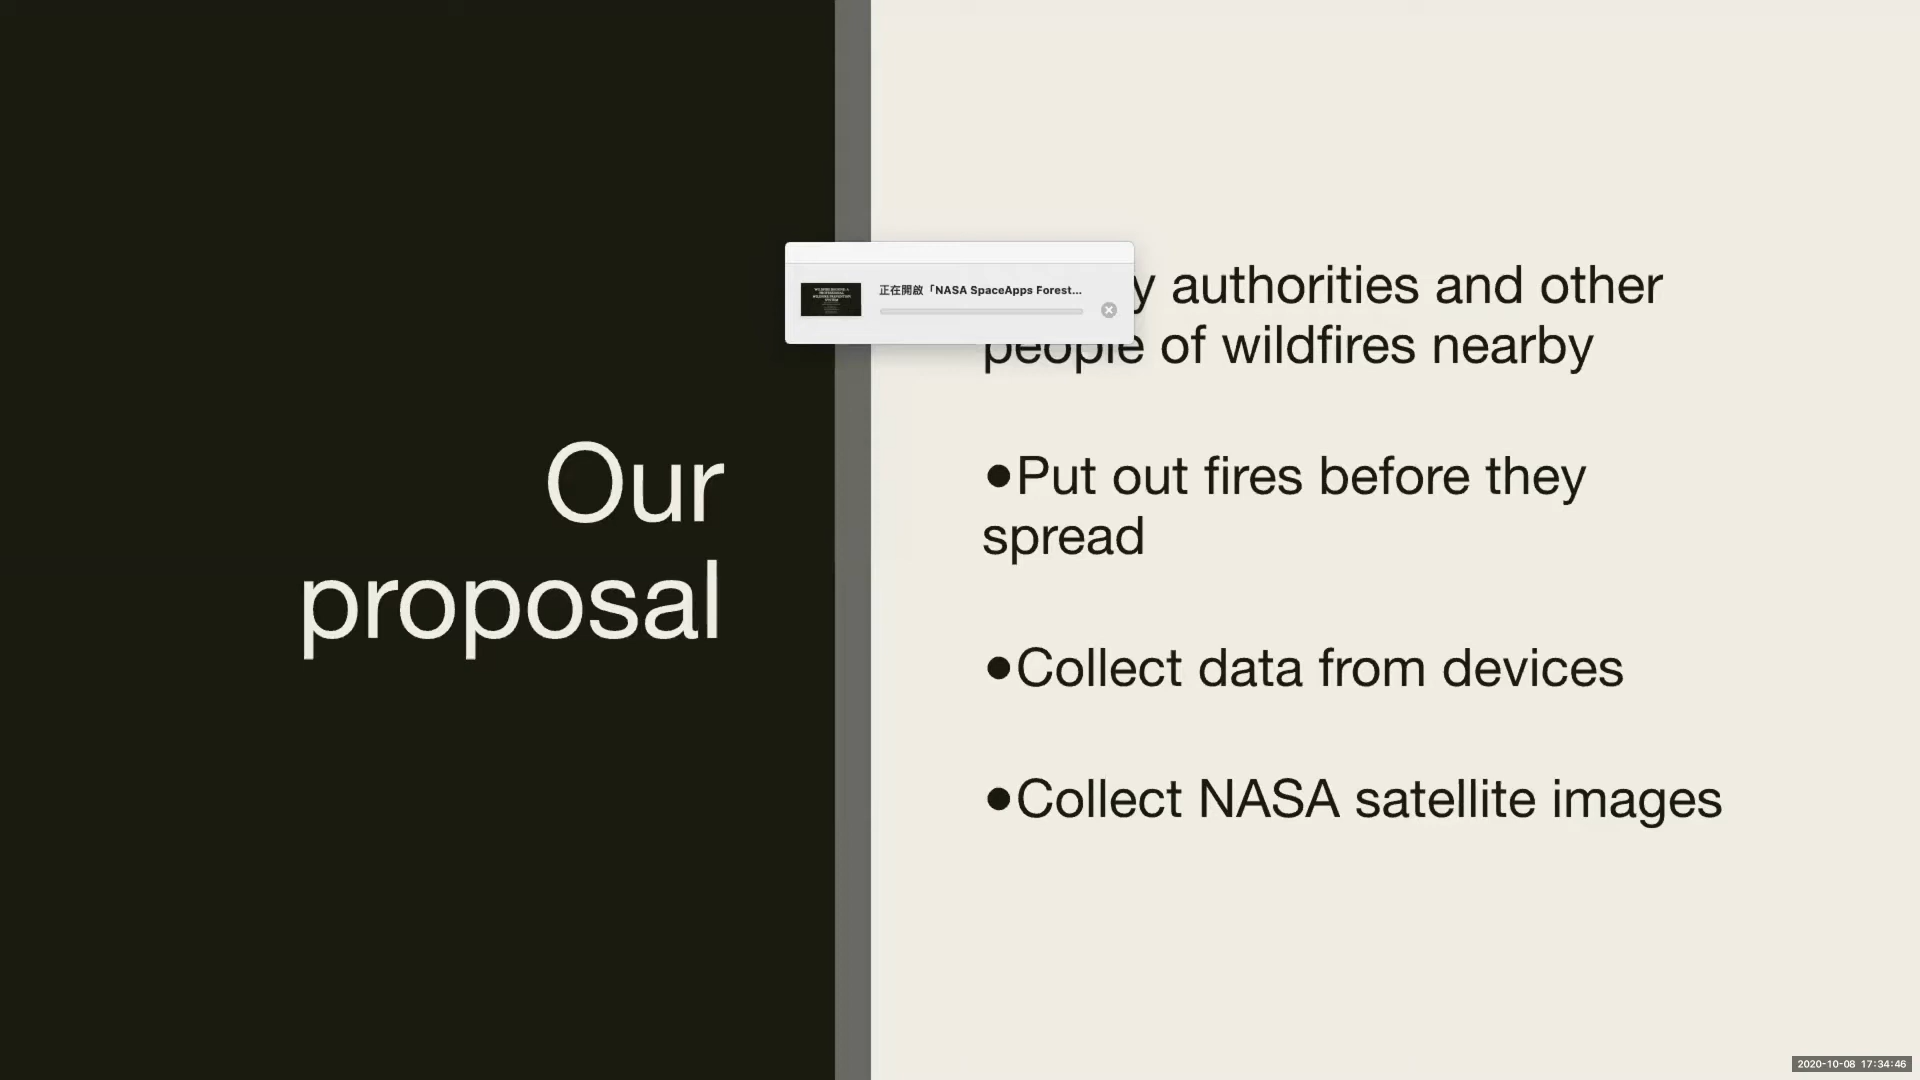 Our
proposal
正在開啟「NASA SpaceApps Forest...
y authorities and other
people of wildfires nearby
●Put out fires before they
spread
●Collect data from devices
●Collect NASA satellite images
2020-10-08 17:34:46